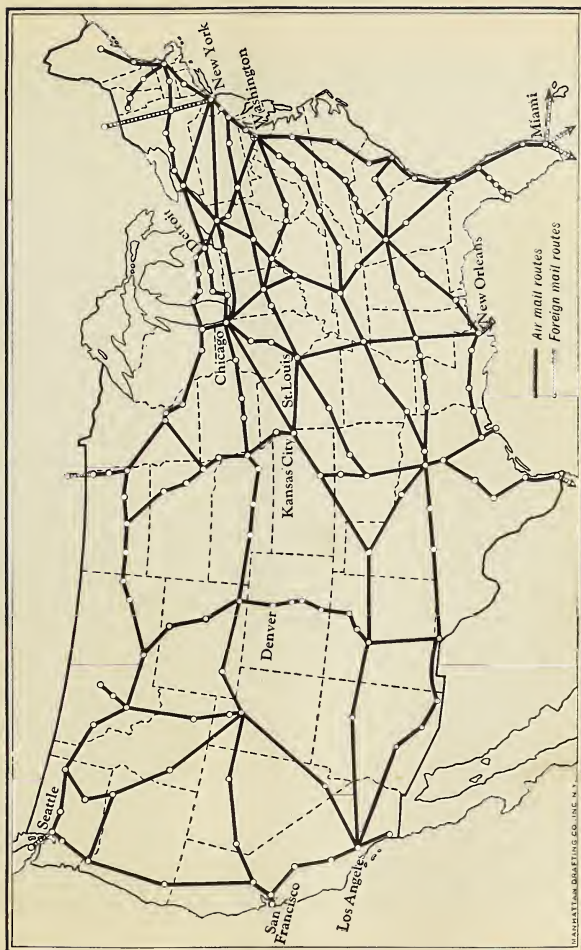 Seattle
San
Francisco
Los Angeles
Denver
Kansas City
St. Louis
Chicago
Detroit
New York
Washington
New Orleans
Miami
Air mail routes
Foreign mail routes
MANHATTAN DRAFTING CO. INC. N.Y.